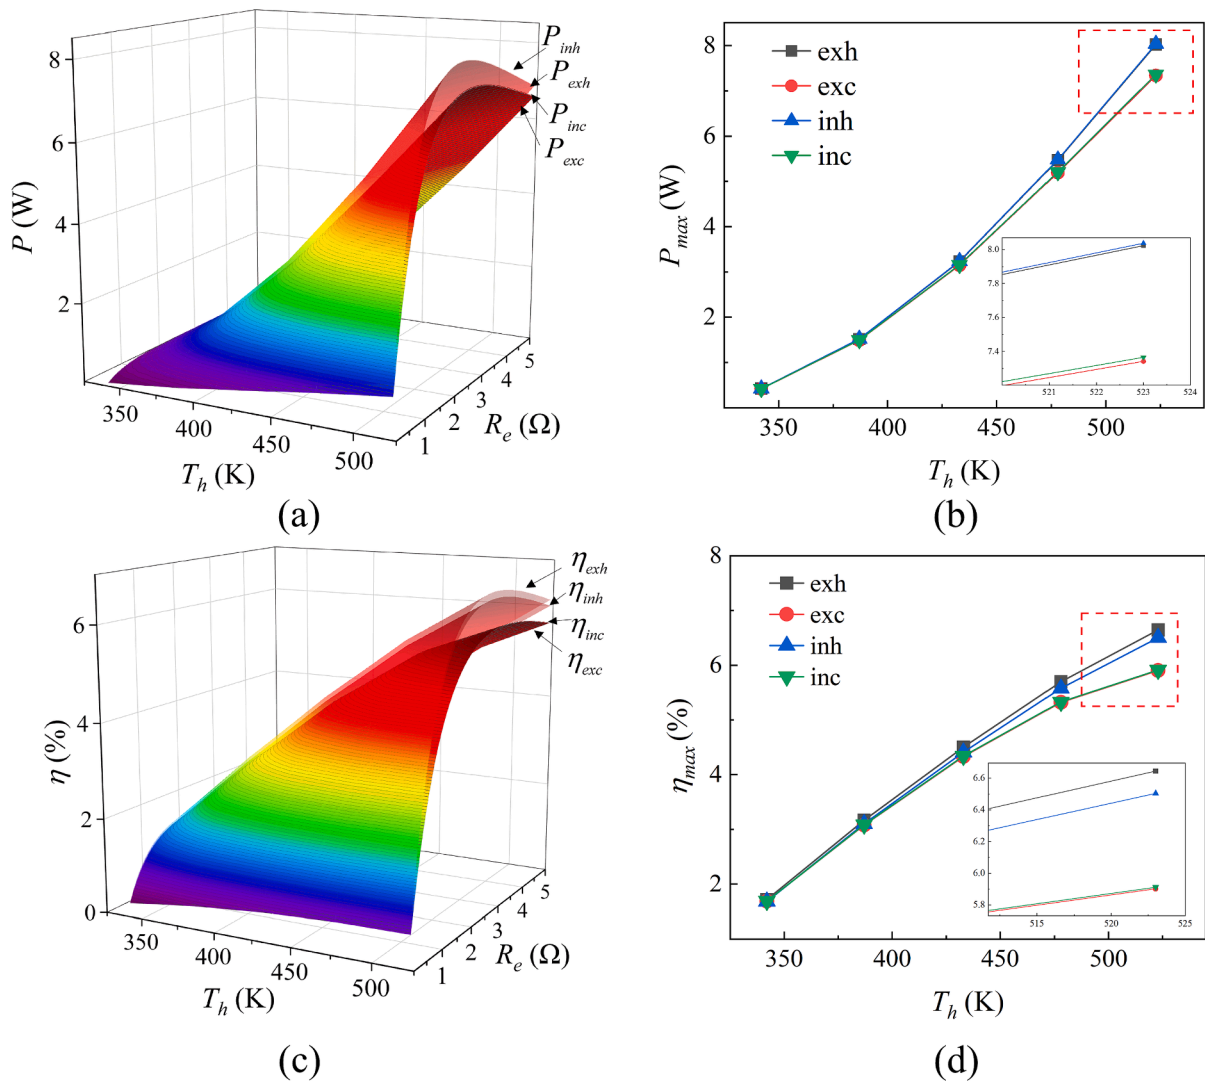 8
6
4
2
P (W)
350
400
450
500
T_h (K)
1
2
3
4
5
R_e (Ω)
P_inh
P_exh
P_inc
P_exc
(a)
8
6
4
2
P_max (W)
exh
exc
inh
inc
8.0
7.8
7.6
7.4
521
522
523
524
350
400
450
500
T_h (K)
(b)
6
4
2
0
η (%)
350
400
450
500
T_h (K)
1
2
3
4
5
R_e (Ω)
η_exh
η_inh
η_inc
η_exc
(c)
8
6
4
2
η_max (%)
exh
exc
inh
inc
6.6
6.4
6.2
6.0
5.8
515
520
525
350
400
450
500
T_h (K)
(d)